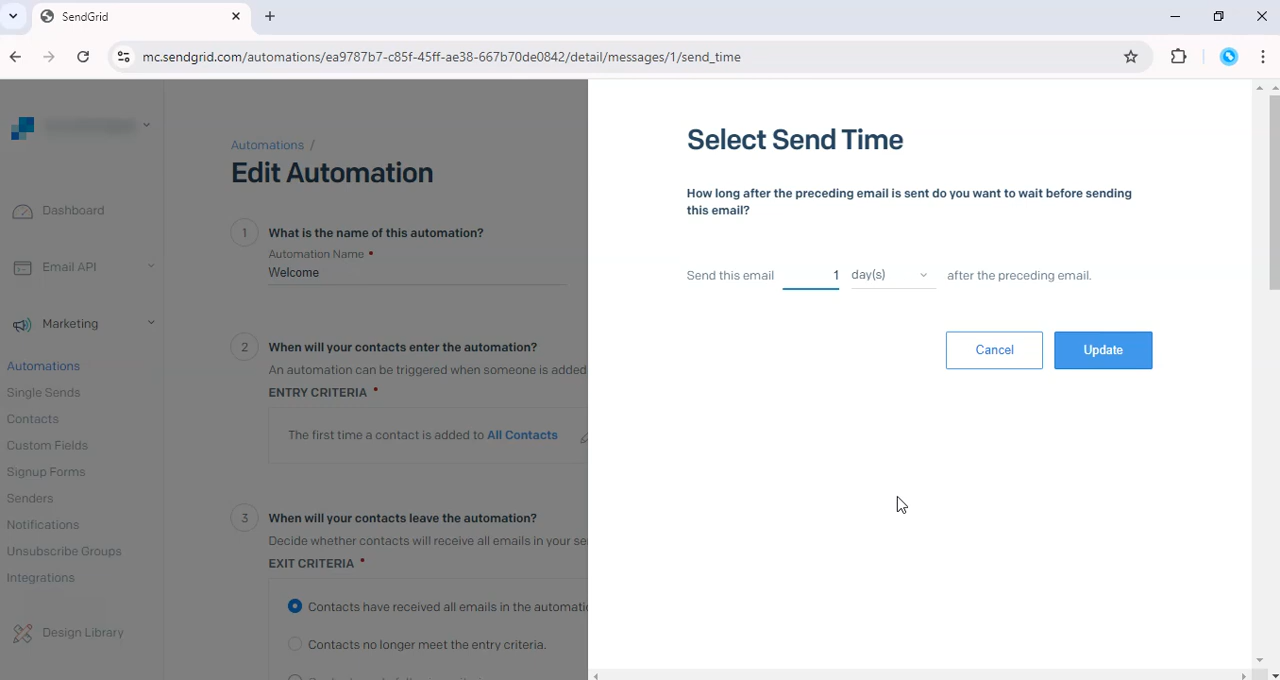 SendGrid
mc.sendgrid.com/automations/ea9787b7-c85f-45ff-ae38-667b70de0842/detail/messages/1/send_time
Dashboard
Email API
Marketing
Automations
Single Sends
Contacts
Custom Fields
Signup Forms
Senders
Notifications
Unsubscribe Groups
Integrations
Design Library
Automations /
Edit Automation
1 What is the name of this automation?
Automation Name *
Welcome
2 When will your contacts enter the automation?
An automation can be triggered when someone is added
ENTRY CRITERIA *
The first time a contact is added to All Contacts
3 When will your contacts leave the automation?
Decide whether contacts will receive all emails in your se
EXIT CRITERIA *
Contacts have received all emails in the automati
Contacts no longer meet the entry criteria.
Select Send Time
How long after the preceding email is sent do you want to wait before sending
this email?
Send this email 1 day(s) after the preceding email.
Cancel Update